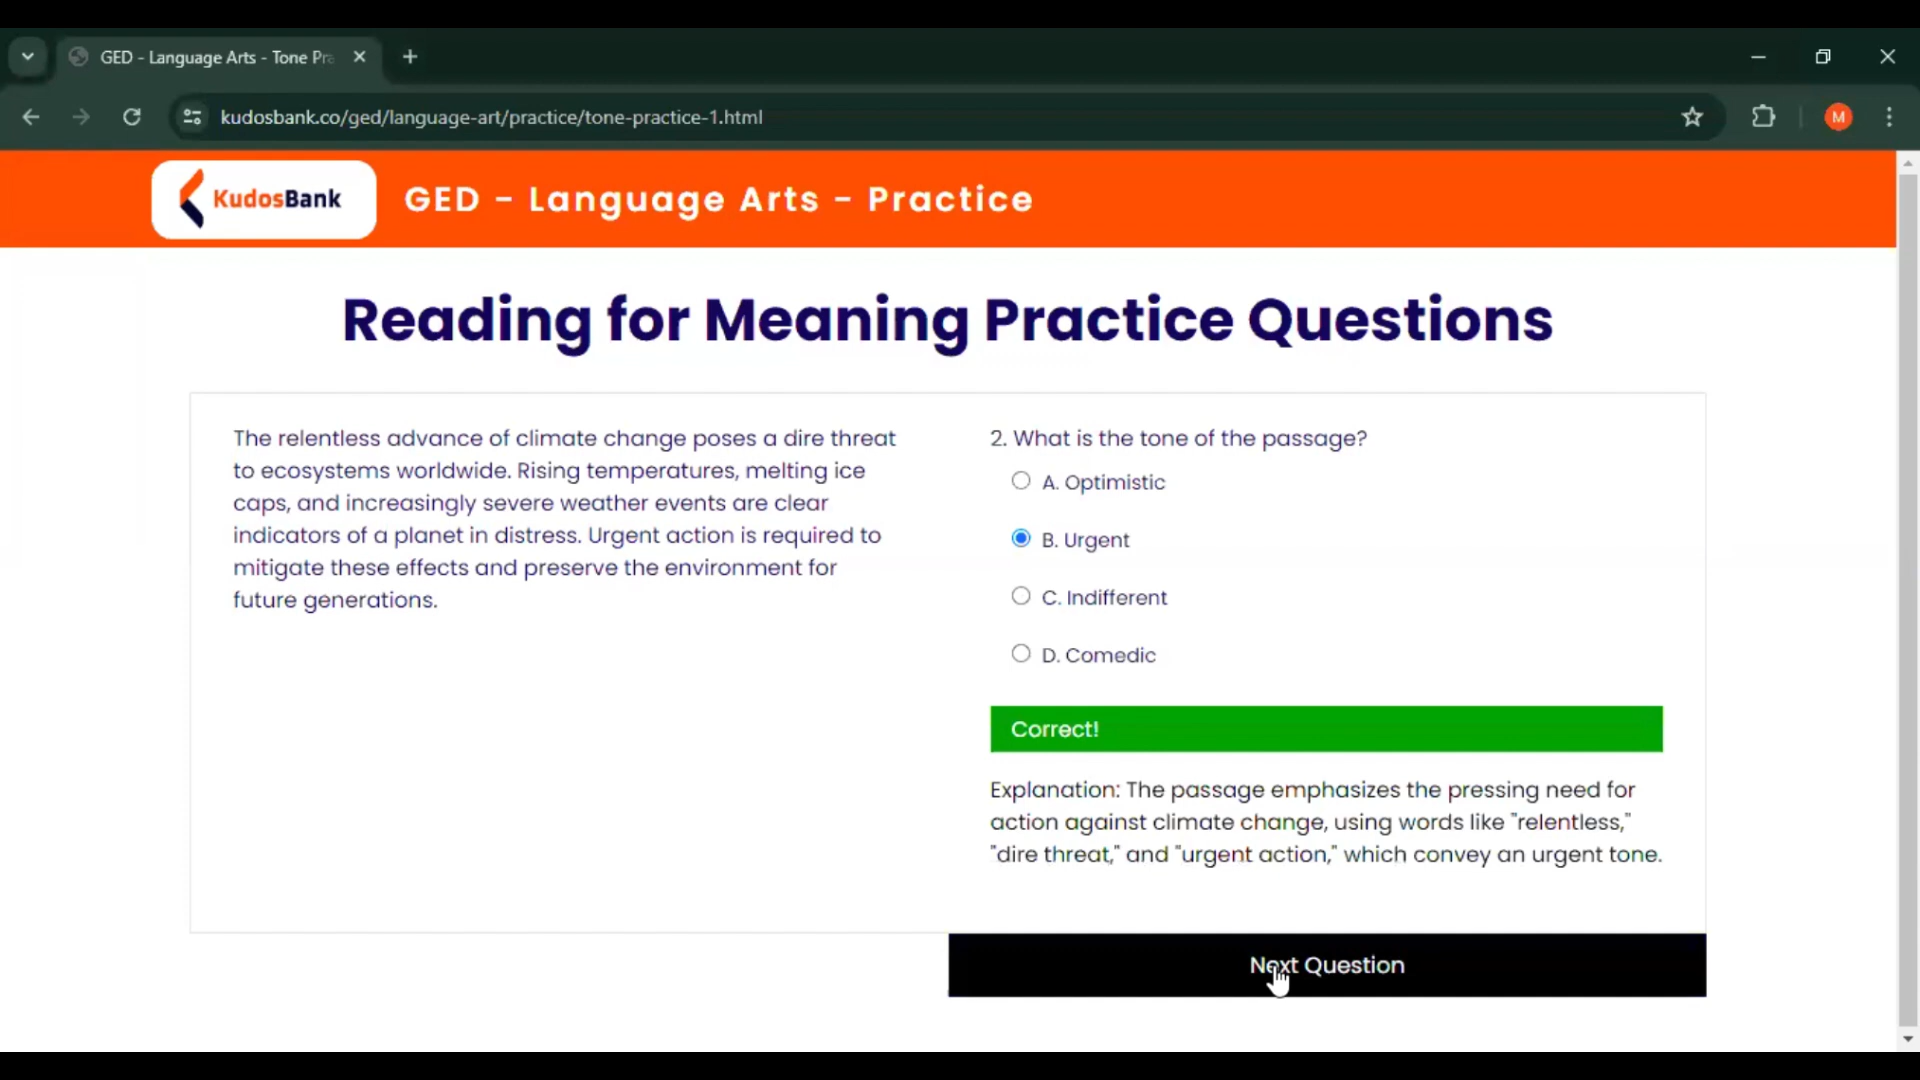 GED - Language Arts - Tone Pra
kudosbank.co/ged/language-art/practice/tone-practice-1.html
M
KudosBank
GED - Language Arts - Practice
Reading for Meaning Practice Questions
The relentless advance of climate change poses a dire threat
to ecosystems worldwide. Rising temperatures, melting ice
caps, and increasingly severe weather events are clear
indicators of a planet in distress. Urgent action is required to
mitigate these effects and preserve the environment for
future generations.
2. What is the tone of the passage?
A. Optimistic
B. Urgent
C. Indifferent
D. Comedic
Correct!
Explanation: The passage emphasizes the pressing need for
action against climate change, using words like "relentless,"
"dire threat," and "urgent action," which convey an urgent tone.
Next Question